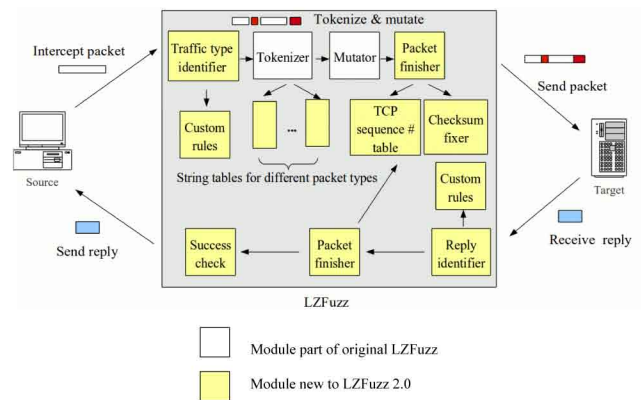 Tokenize & mutate
Intercept packet
Traffic type
identifier
Tokenizer
Mutator
Packet
finisher
Send packet
Custom
rules
...
TCP
sequence #
table
Checksum
fixer
String tables for different packet types
Source
Target
Custom
rules
Send reply
Success
check
Packet
finisher
Reply
identifier
Receive reply
LZFuzz
Module part of original LZFuzz
Module new to LZFuzz 2.0